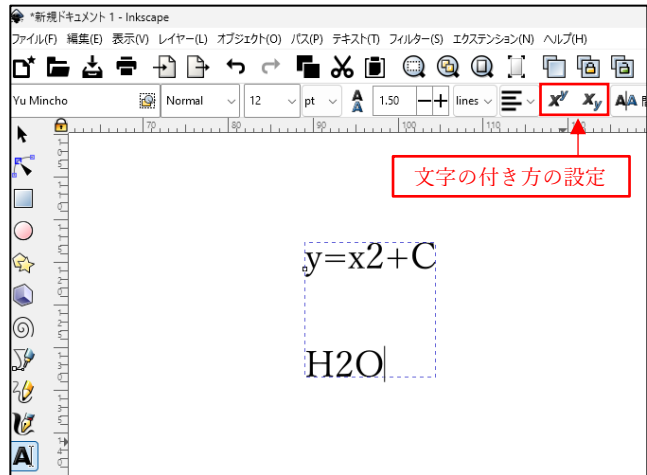 *新規ドキュメント 1 - Inkscape
ファイル(F) 編集(E) 表示(V) レイヤー(L) オブジェクト(O) パス(P) テキスト(T) フィルター(S) エクステンション(N) ヘルプ(H)
Yu Mincho Normal 12 pt 1.50 lines
70 80 90 100 110 120
文字の付き方の設定
y=x2+C
H2O